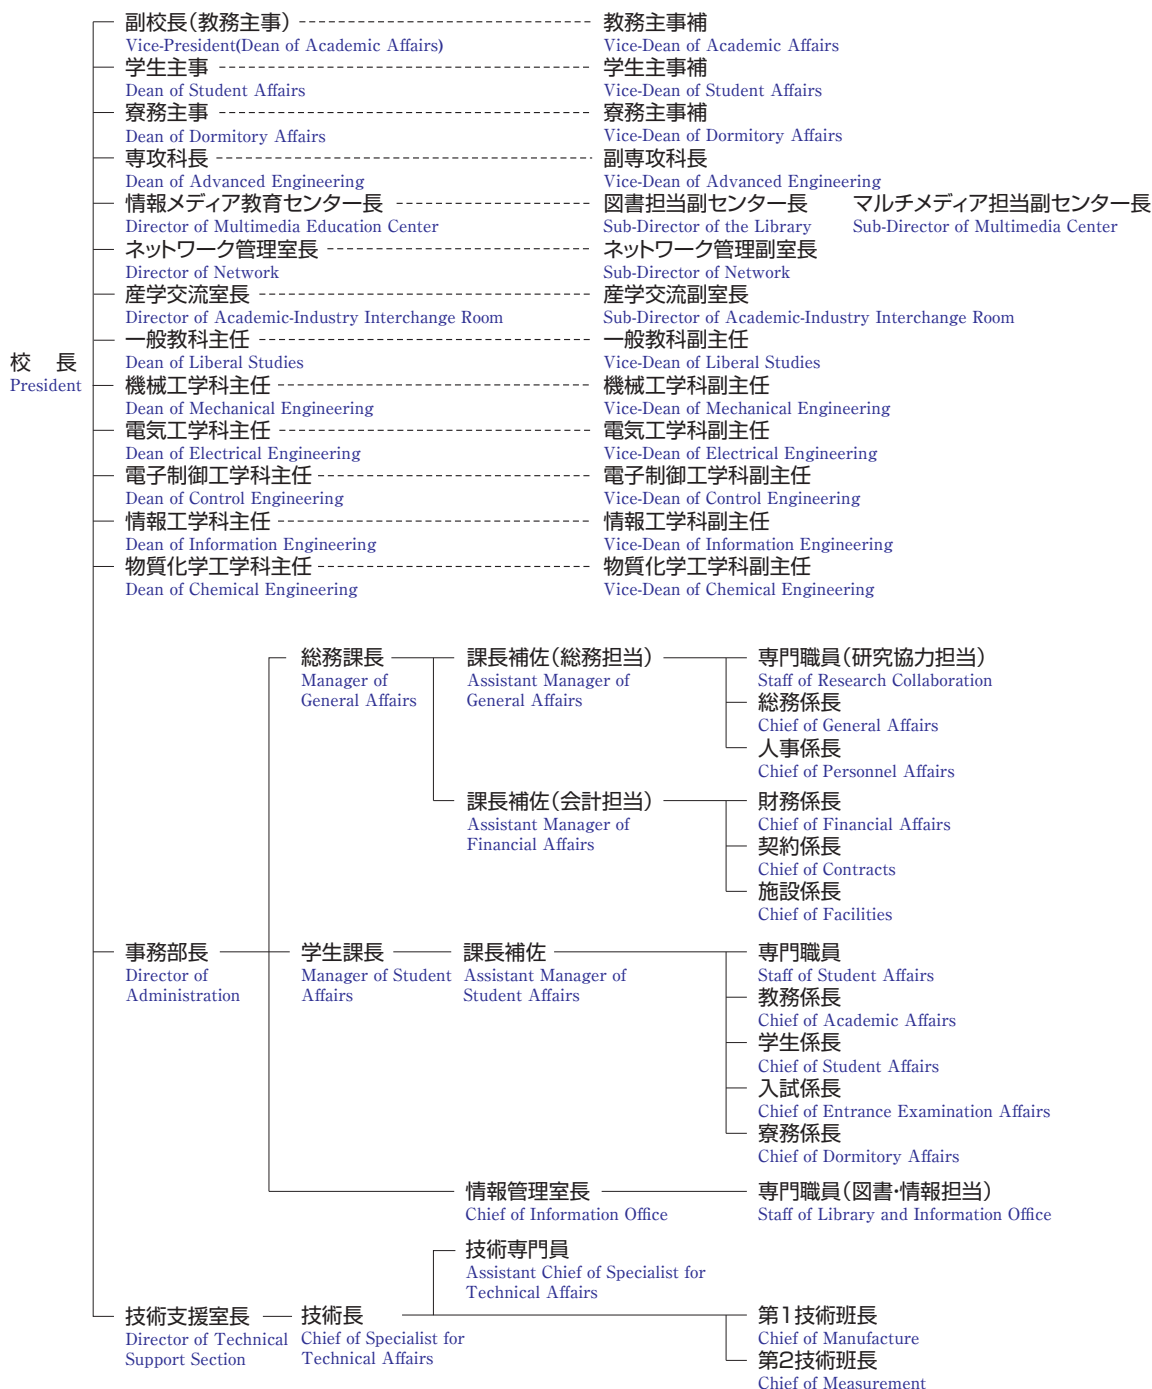 副校長（教務主事） 教務主事補
Vice-President(Dean of Academic Affairs) Vice-Dean of Academic Affairs
学生主事 学生主事補
Dean of Student Affairs Vice-Dean of Student Affairs
寮務主事 寮務主事補
Dean of Dormitory Affairs Vice-Dean of Dormitory Affairs
専攻科長 副専攻科長
Dean of Advanced Engineering Vice-Dean of Advanced Engineering
情報メディア教育センター長 図書担当副センター長 マルチメディア担当副センター長
Director of Multimedia Education Center Sub-Director of the Library Sub-Director of Multimedia Center
ネットワーク管理室長 ネットワーク管理副室長
Director of Network Sub-Director of Network
産学交流室長 産学交流副室長
Director of Academic-Industry Interchange Room Sub-Director of Academic-Industry Interchange Room
一般教科主任 一般教科副主任
Dean of Liberal Studies Vice-Dean of Liberal Studies
校 長
President
機械工学科主任 機械工学科副主任
Dean of Mechanical Engineering Vice-Dean of Mechanical Engineering
電気工学科主任 電気工学科副主任
Dean of Electrical Engineering Vice-Dean of Electrical Engineering
電子制御工学科主任 電子制御工学科副主任
Dean of Control Engineering Vice-Dean of Control Engineering
情報工学科主任 情報工学科副主任
Dean of Information Engineering Vice-Dean of Information Engineering
物質化学工学科主任 物質化学工学科副主任
Dean of Chemical Engineering Vice-Dean of Chemical Engineering
総務課長 課長補佐（総務担当） 専門職員（研究協力担当）
Manager of Assistant Manager of Staff of Research Collaboration
General Affairs General Affairs
総務係長
Chief of General Affairs
人事係長
Chief of Personnel Affairs
課長補佐（会計担当） 財務係長
Assistant Manager of Chief of Financial Affairs
Financial Affairs
契約係長
Chief of Contracts
施設係長
Chief of Facilities
事務部長 学生課長 課長補佐 専門職員
Director of Manager of Student Assistant Manager of Staff of Student Affairs
Administration Affairs Student Affairs
教務係長
Chief of Academic Affairs
学生係長
Chief of Student Affairs
入試係長
Chief of Entrance Examination Affairs
寮務係長
Chief of Dormitory Affairs
情報管理室長 専門職員（図書・情報担当）
Chief of Information Office Staff of Library and Information Office
技術専門員
Assistant Chief of Specialist for
Technical Affairs
技術支援室長 技術長 第1技術班長
Director of Technical Chief of Specialist for Chief of Manufacture
Support Section Technical Affairs
第2技術班長
Chief of Measurement